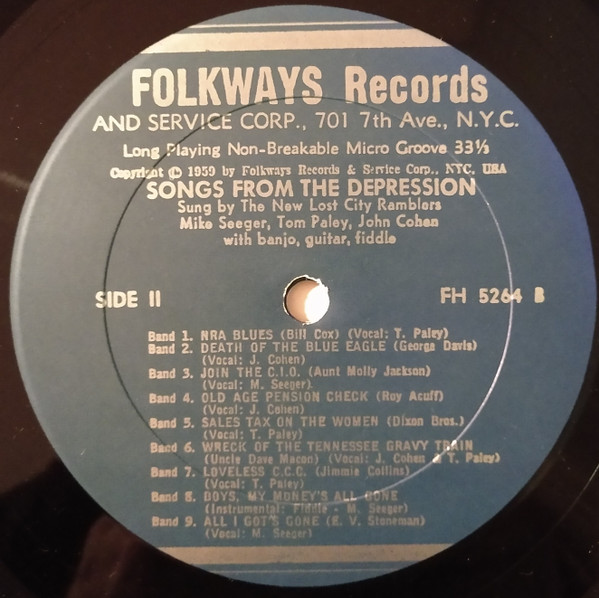 FOLKWAYS Records
AND SERVICE CORP., 701 7th Ave., N.Y.C.
Long Playing Non-Breakable Micro Groove 33⅓
Copyright © 1959 by Folkways Records & Service Corp., NYC, USA
SONGS FROM THE DEPRESSION
Sung by The New Lost City Ramblers
Mike Seeger, Tom Paley, John Cohen
with banjo, guitar, fiddle
SIDE II
FH 5264 B
Band 1. NRA BLUES (Bill Cox) (Vocal: T. Paley)
Band 2. DEATH OF THE BLUE EAGLE (George Davis)
(Vocal: J. Cohen)
Band 3. JOIN THE C.I.O. (Aunt Molly Jackson)
(Vocal: M. Seeger)
Band 4. OLD AGE PENSION CHECK (Roy Acuff)
(Vocal: J. Cohen)
Band 5. SALES TAX ON THE WOMEN (Dixon Bros.)
(Vocal: T. Paley)
Band 6. WRECK OF THE TENNESSEE GRAVY TRAIN
(Uncle Dave Macon) (Vocal: J. Cohen & T. Paley)
Band 7. LOVELESS C.C.C. (Jimmie Collins)
(Vocal: T. Paley)
Band 8. BOYS, MY MONEY'S ALL GONE
(Instrumental: Fiddle - M. Seeger)
Band 9. ALL I GOT'S GONE (E. V. Stoneman)
(Vocal: M. Seeger)